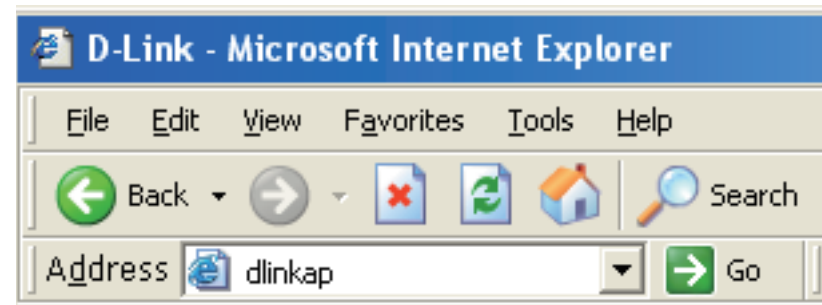 D-Link - Microsoft Internet Explorer
File Edit View Favorites Tools Help
Back Search
Address dlinkap Go